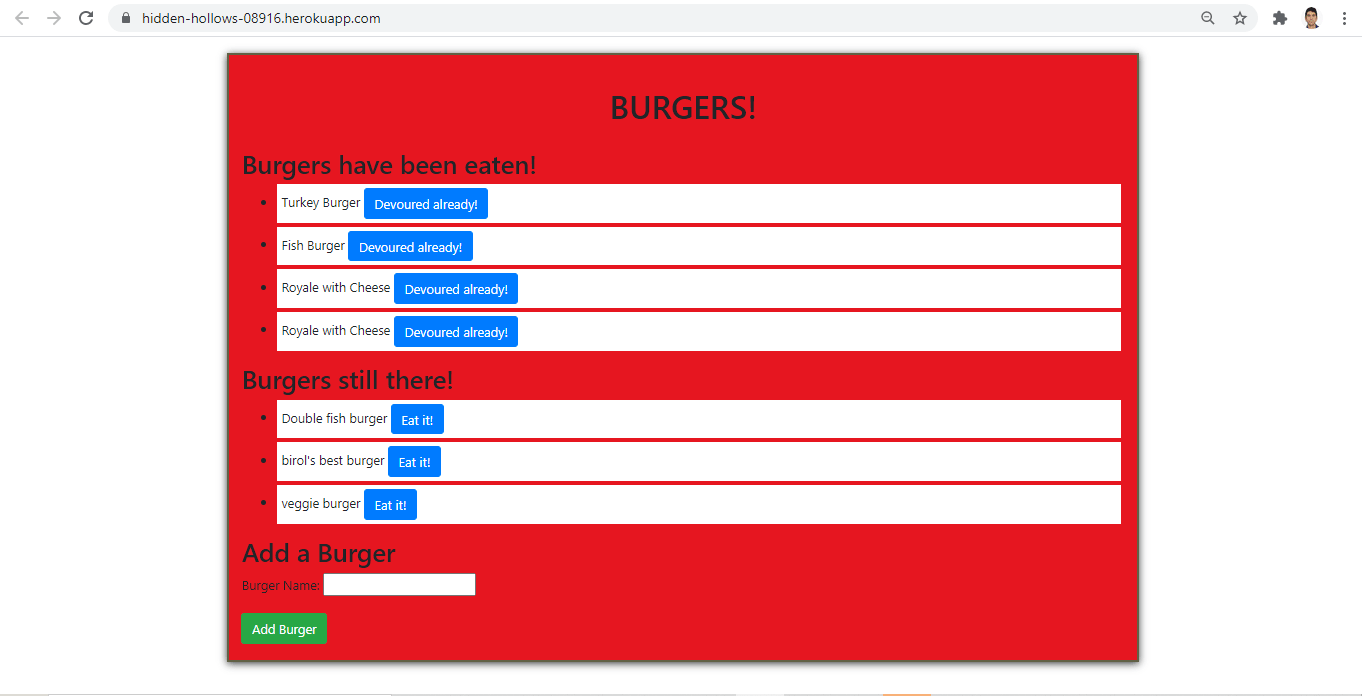 hidden-hollows-08916.herokuapp.com
BURGERS!
Burgers have been eaten!
Turkey Burger Devoured already!
Fish Burger Devoured already!
Royale with Cheese Devoured already!
Royale with Cheese Devoured already!
Burgers still there!
Double fish burger Eat it!
birol's best burger Eat it!
veggie burger Eat it!
Add a Burger
Burger Name:
Add Burger